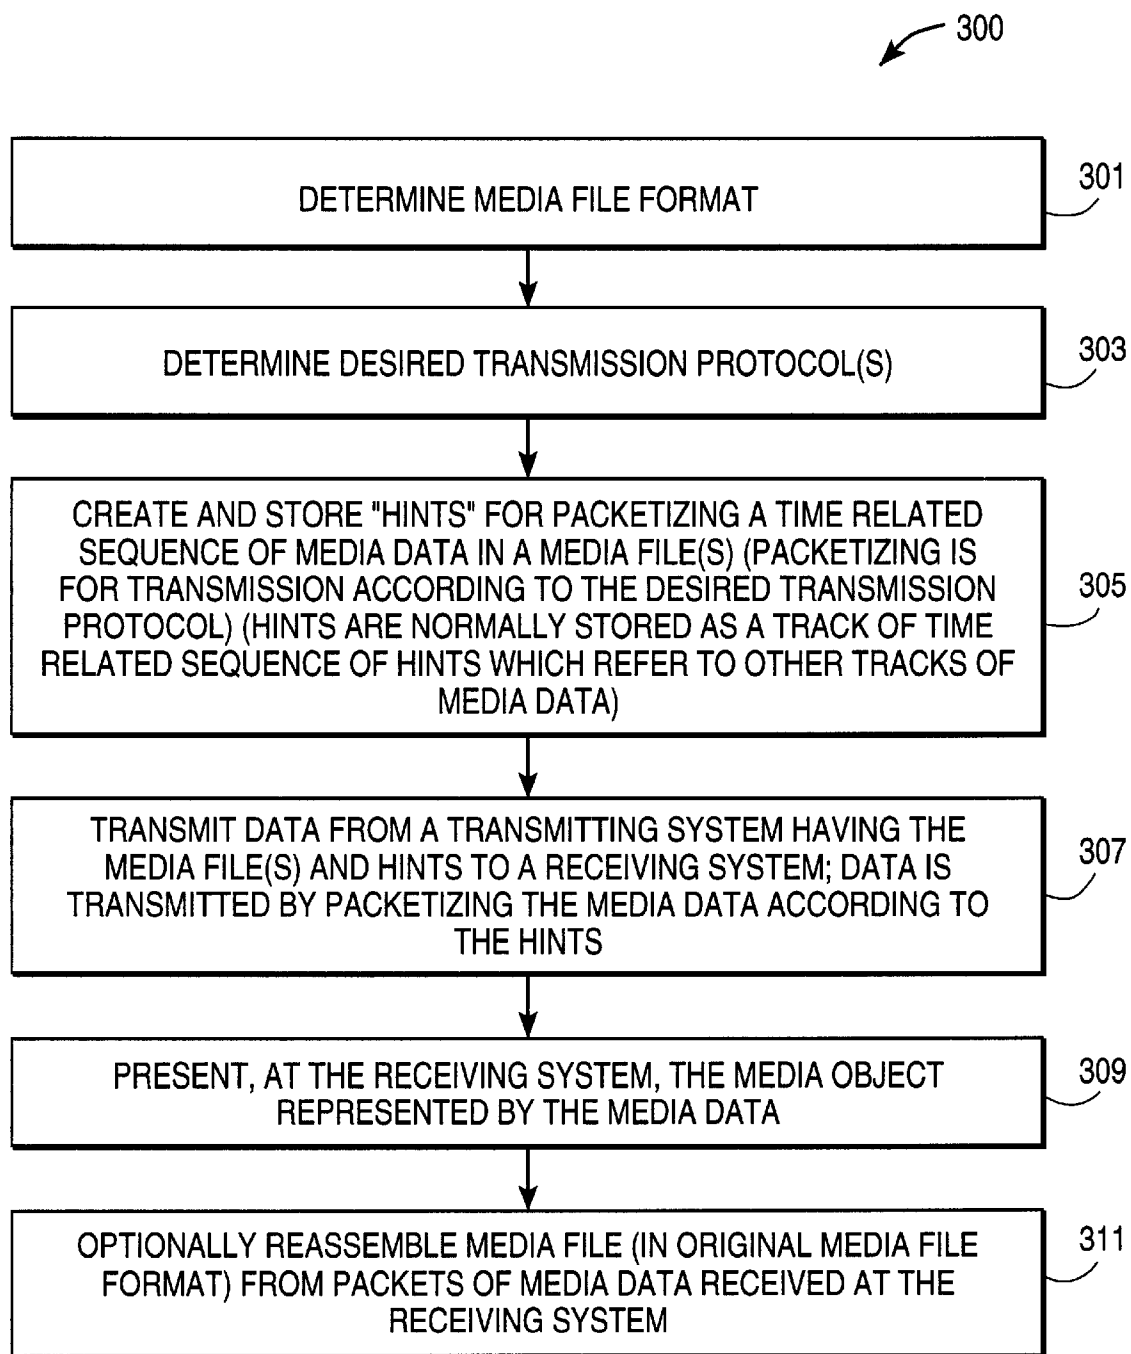 300
DETERMINE MEDIA FILE FORMAT
301
DETERMINE DESIRED TRANSMISSION PROTOCOL(S)
303
CREATE AND STORE "HINTS" FOR PACKETIZING A TIME RELATED
SEQUENCE OF MEDIA DATA IN A MEDIA FILE(S) (PACKETIZING IS
FOR TRANSMISSION ACCORDING TO THE DESIRED TRANSMISSION
PROTOCOL) (HINTS ARE NORMALLY STORED AS A TRACK OF TIME
RELATED SEQUENCE OF HINTS WHICH REFER TO OTHER TRACKS OF
MEDIA DATA)
305
TRANSMIT DATA FROM A TRANSMITTING SYSTEM HAVING THE
MEDIA FILE(S) AND HINTS TO A RECEIVING SYSTEM; DATA IS
TRANSMITTED BY PACKETIZING THE MEDIA DATA ACCORDING TO
THE HINTS
307
PRESENT, AT THE RECEIVING SYSTEM, THE MEDIA OBJECT
REPRESENTED BY THE MEDIA DATA
309
OPTIONALLY REASSEMBLE MEDIA FILE (IN ORIGINAL MEDIA FILE
FORMAT) FROM PACKETS OF MEDIA DATA RECEIVED AT THE
RECEIVING SYSTEM
311